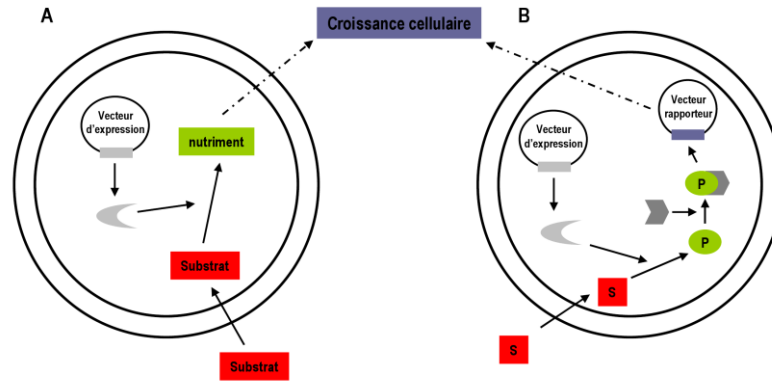 A
B
Croissance cellulaire
Vecteur
d'expression
nutriment
Substrat
Substrat
Vecteur
rapporteur
Vecteur
d'expression
P
P
S
S